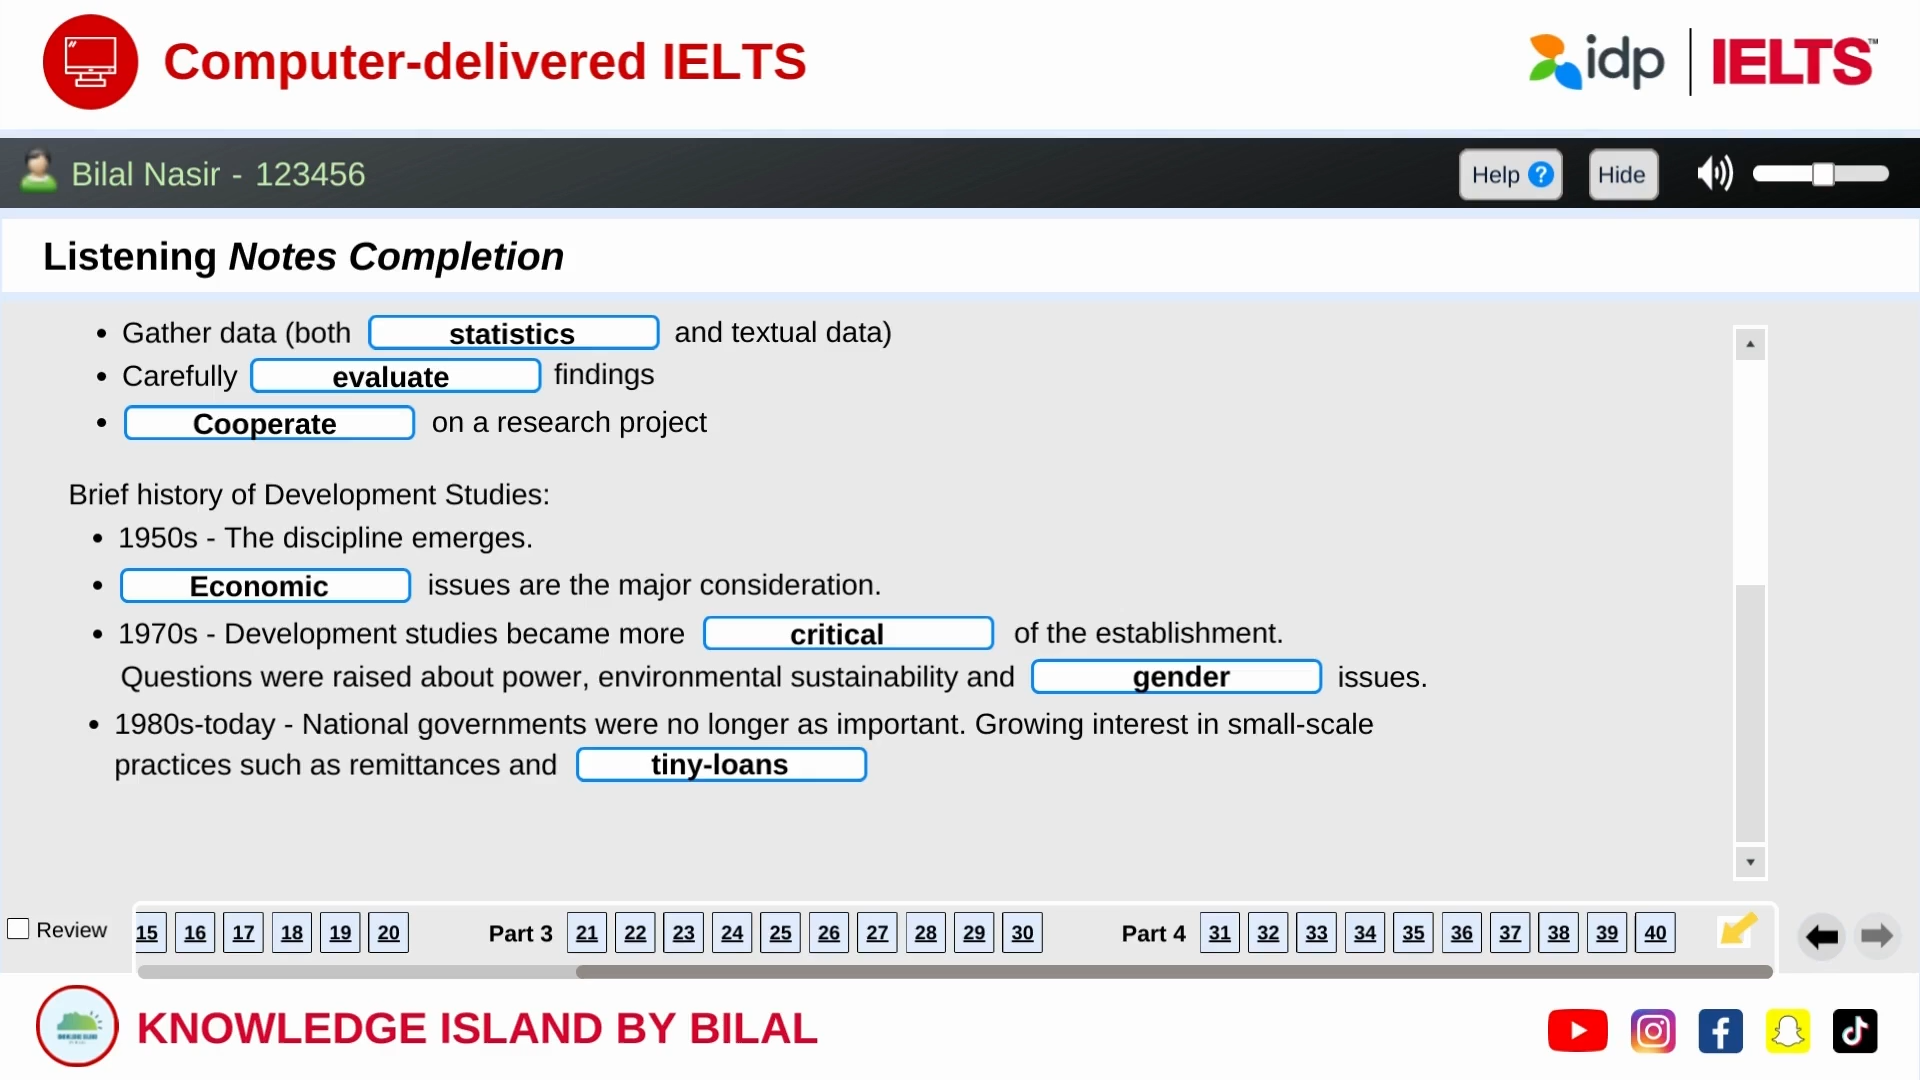 Computer-delivered IELTS
idp IELTS™
Bilal Nasir - 123456
Help ? Hide
Listening Notes Completion
• Gather data (both statistics and textual data)
• Carefully evaluate findings
• Cooperate on a research project
Brief history of Development Studies:
• 1950s - The discipline emerges.
• Economic issues are the major consideration.
• 1970s - Development studies became more critical of the establishment.
Questions were raised about power, environmental sustainability and gender issues.
• 1980s-today - National governments were no longer as important. Growing interest in small-scale
practices such as remittances and tiny-loans
Review 15 16 17 18 19 20 Part 3 21 22 23 24 25 26 27 28 29 30 Part 4 31 32 33 34 35 36 37 38 39 40
KNOWLEDGE ISLAND BY BILAL